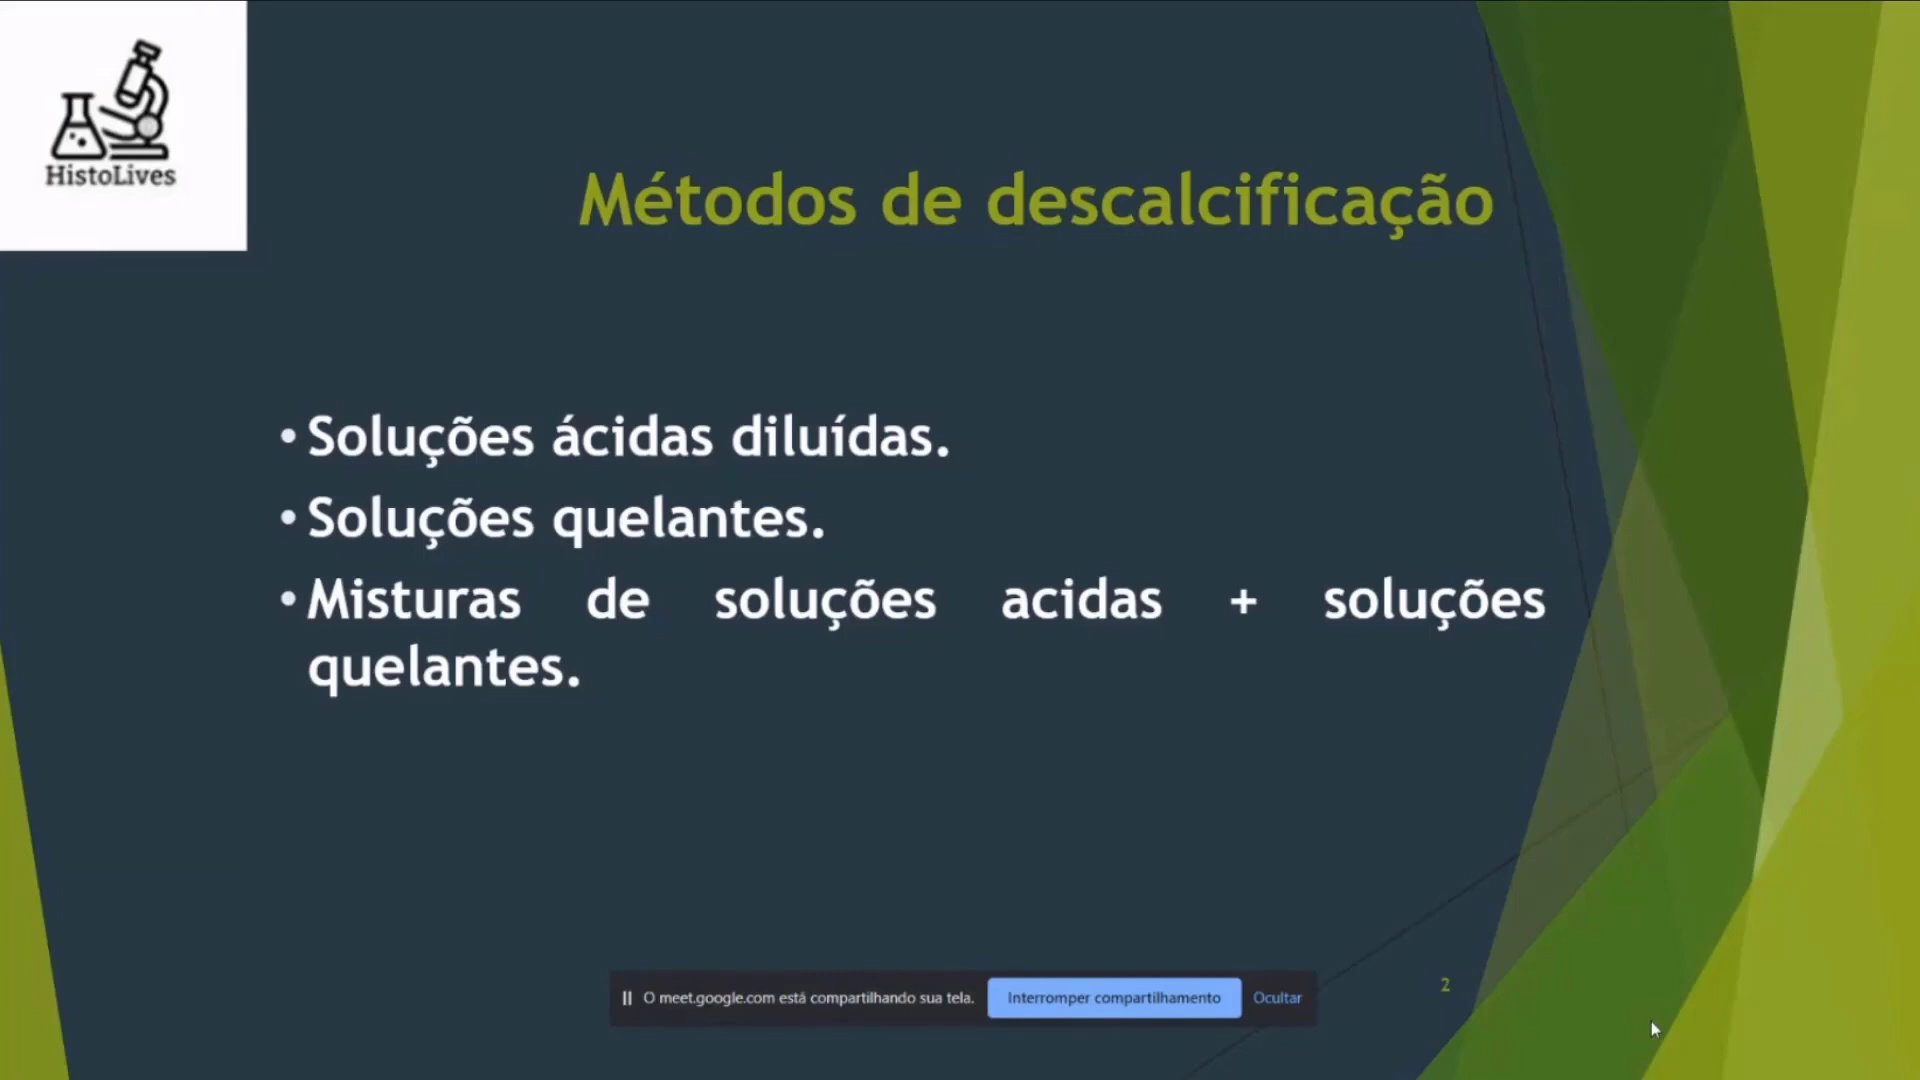 HistoLives
Métodos de descalcificação
• Soluções ácidas diluídas.
• Soluções quelantes.
• Misturas de soluções acidas + soluções
quelantes.
O meet.google.com está compartilhando sua tela. Interromper compartilhamento Ocultar
2